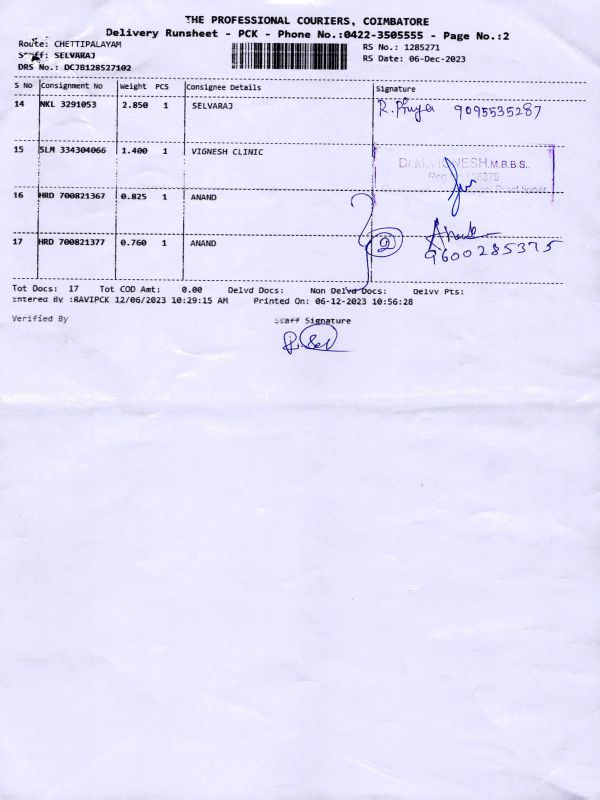 THE PROFESSIONAL COURIERS, COIMBATORE
Delivery Runsheet - PCK - Phone No.:0422-3505555 - Page No.:2
Route: CHETTIPALAYAM
RS No.: 1285271
Staff: SELVARAJ
RS Date: 06-Dec-2023
DRS No.: DCJB128527102
S No Consignment No Weight PCS Consignee Details Signature
14 NKL 3291053 2.850 1 SELVARAJ R. Priya 9095535287
15 SLM 334304066 1.400 1 VIGNESH CLINIC
Dr.M.VIGNESH,M.B.B.S.,
16 HRD 700821367 0.825 1 ANAND
17 HRD 700821377 0.760 1 ANAND
2
9600285375
Tot Docs: 17 Tot COD Amt: 0.00 Delvd Docs: Non Delvd Docs: Delvy Pts:
Entered By :RAVIPCK 12/06/2023 10:29:15 AM Printed On: 06-12-2023 10:56:28
Verified By Staff Signature